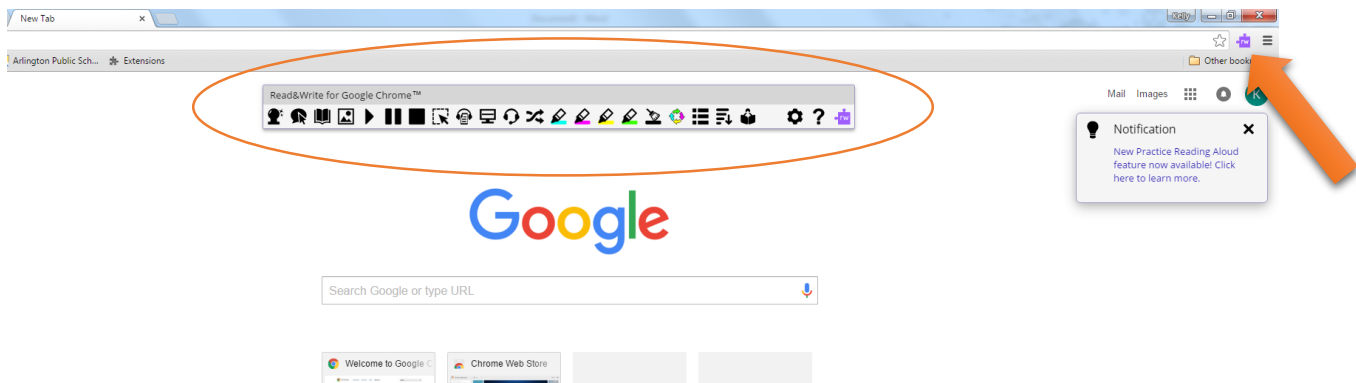 New Tab
Kelly
Arlington Public Sch... Extensions
Other book
Read&Write for Google Chrome™
Mail Images
K
? rw
Notification
New Practice Reading Aloud
feature now available! Click
here to learn more.
Google
Search Google or type URL
Welcome to Google C
Chrome Web Store